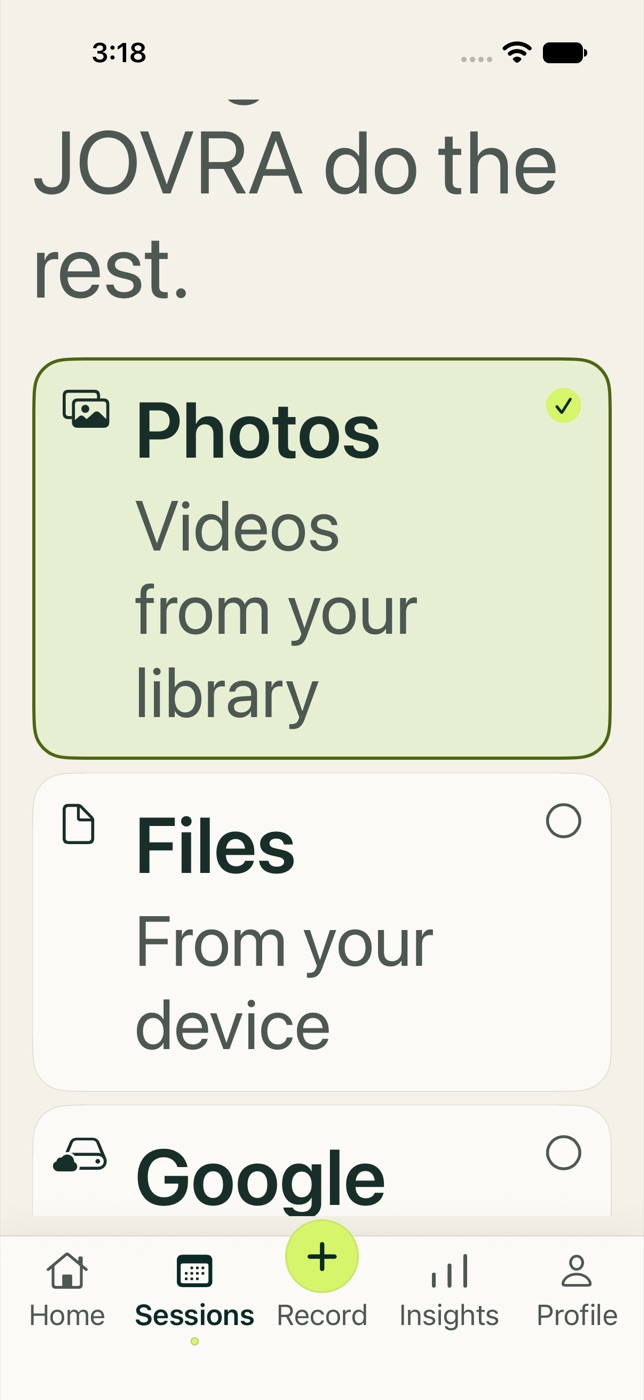 3:18
JOVRA do the
rest.
Photos
Videos
from your
library
Files
From your
device
Google
Home
Sessions
Record
Insights
Profile